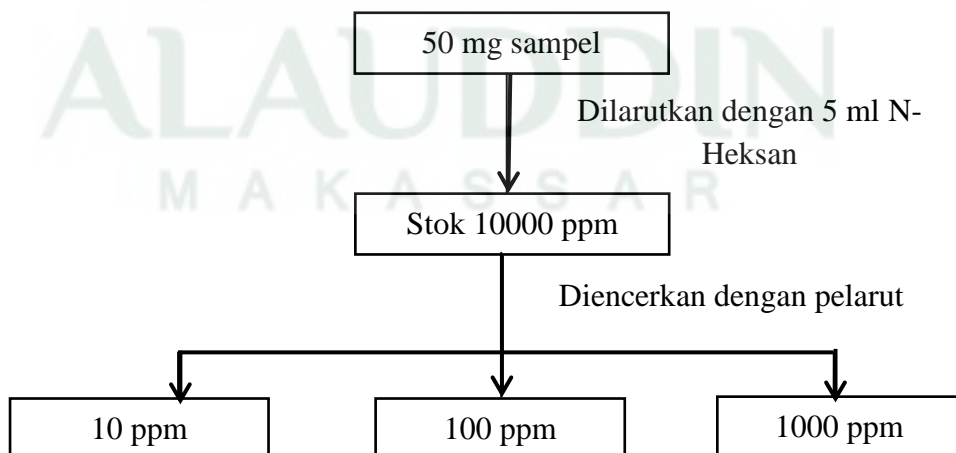 ALAUDDIN
MAKASSAR
50 mg sampel
Dilarutkan dengan 5 ml N-
Heksan
Stok 10000 ppm
Diencerkan dengan pelarut
10 ppm
100 ppm
1000 ppm